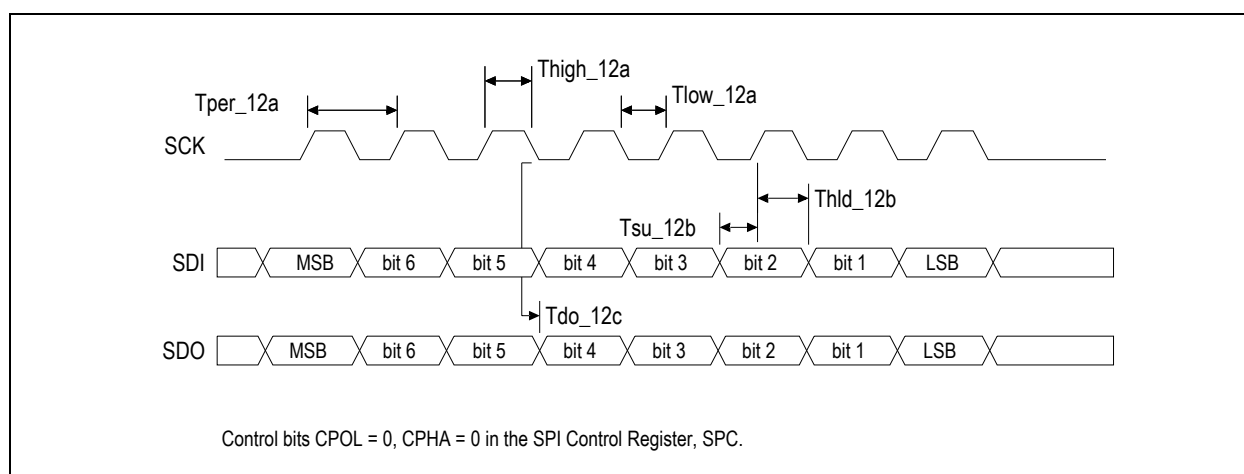 Thigh_12a
Tper_12a
Tlow_12a
SCK
Thld_12b
Tsu_12b
SDI MSB bit 6 bit 5 bit 4 bit 3 bit 2 bit 1 LSB
Tdo_12c
SDO MSB bit 6 bit 5 bit 4 bit 3 bit 2 bit 1 LSB
Control bits CPOL = 0, CPHA = 0 in the SPI Control Register, SPC.